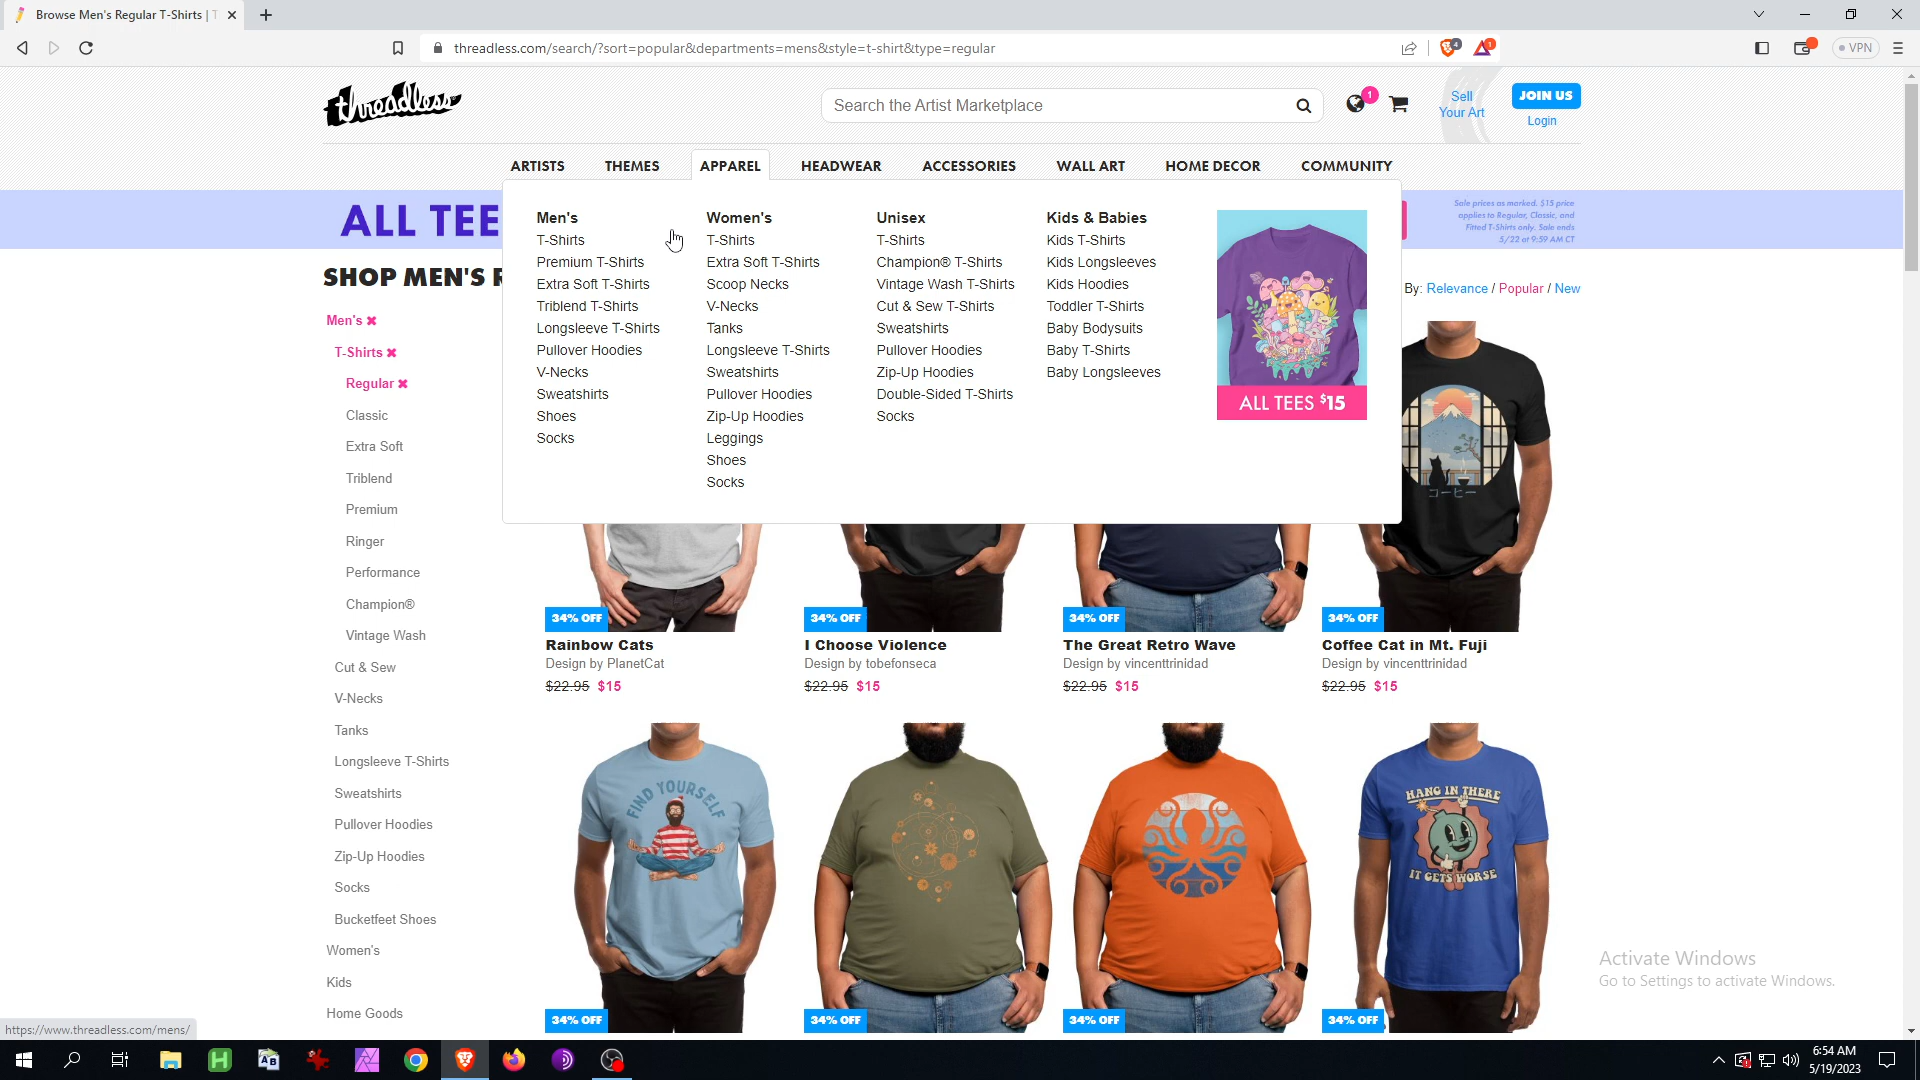 Browse Men's Regular T-Shirts | T
threadless.com/search/?sort=popular&departments=mens&style=t-shirt&type=regular
4
1
VPN
threadless
Search the Artist Marketplace
1
Sell
Your Art
JOIN US
Login
ARTISTS
THEMES
APPAREL
HEADWEAR
ACCESSORIES
WALL ART
HOME DECOR
COMMUNITY
ALL TEE
Sale prices as marked. $15 price
applies to Regular, Classic, and
Fitted T-Shirts only. Sale ends
5/22 at 9:59 AM CT
SHOP MEN'S R
By: Relevance / Popular / New
Men's
T-Shirts
Premium T-Shirts
Extra Soft T-Shirts
Triblend T-Shirts
Longsleeve T-Shirts
Pullover Hoodies
V-Necks
Sweatshirts
Shoes
Socks
Women's
T-Shirts
Extra Soft T-Shirts
Scoop Necks
V-Necks
Tanks
Longsleeve T-Shirts
Sweatshirts
Pullover Hoodies
Zip-Up Hoodies
Leggings
Shoes
Socks
Unisex
T-Shirts
Champion® T-Shirts
Vintage Wash T-Shirts
Cut & Sew T-Shirts
Sweatshirts
Pullover Hoodies
Zip-Up Hoodies
Double-Sided T-Shirts
Socks
Kids & Babies
Kids T-Shirts
Kids Longsleeves
Kids Hoodies
Toddler T-Shirts
Baby Bodysuits
Baby T-Shirts
Baby Longsleeves
ALL TEES $15
Men's
T-Shirts
Regular
Classic
Extra Soft
Triblend
Premium
Ringer
Performance
Champion®
Vintage Wash
Cut & Sew
V-Necks
Tanks
Longsleeve T-Shirts
Sweatshirts
Pullover Hoodies
Zip-Up Hoodies
Socks
Bucketfeet Shoes
Women's
Kids
Home Goods
コーヒー
34% OFF
Rainbow Cats
Design by PlanetCat
$22.95 $15
34% OFF
I Choose Violence
Design by tobefonseca
$22.95 $15
34% OFF
The Great Retro Wave
Design by vincenttrinidad
$22.95 $15
34% OFF
Coffee Cat in Mt. Fuji
Design by vincenttrinidad
$22.95 $15
FIND YOURSELF
34% OFF
34% OFF
34% OFF
HANG IN THERE
IT GETS WORSE
34% OFF
Activate Windows
Go to Settings to activate Windows.
https://www.threadless.com/mens/
6:54 AM
5/19/2023